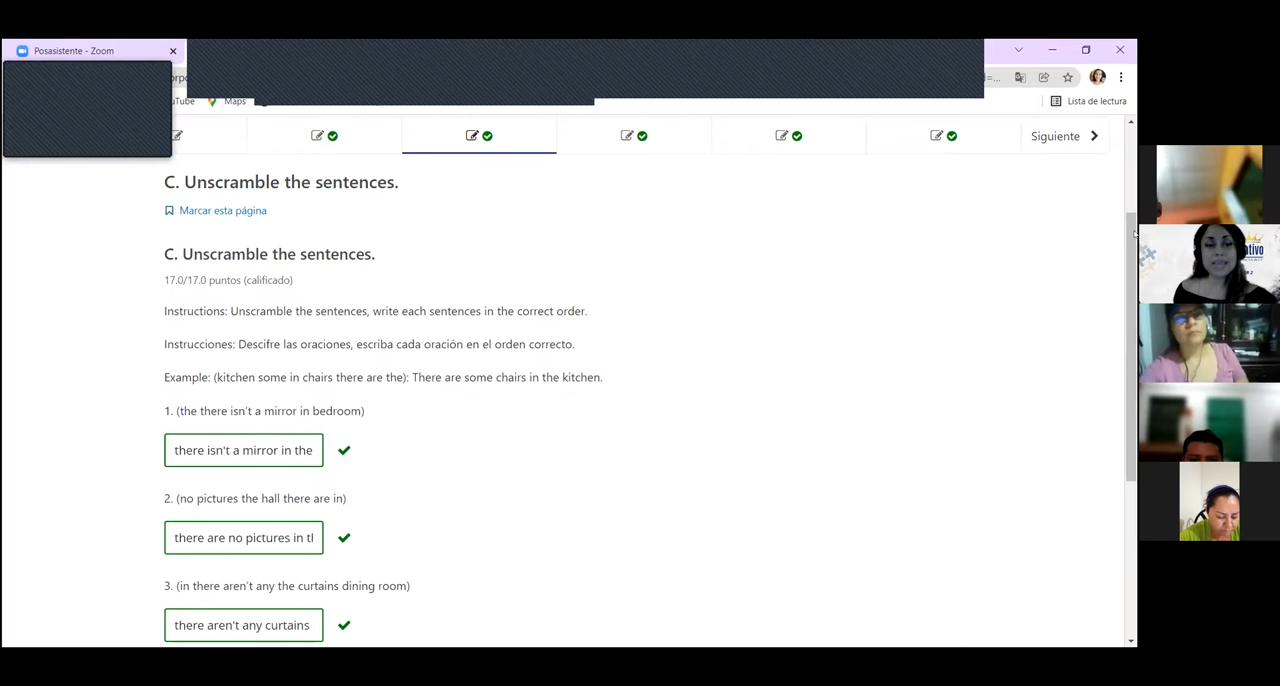 Posasistente - Zoom
Tube
Maps
Lista de lectura
Siguiente
C. Unscramble the sentences.
Marcar esta página
C. Unscramble the sentences.
17.0/17.0 puntos (calificado)
Instructions: Unscramble the sentences, write each sentences in the correct order.
Instrucciones: Descifre las oraciones, escriba cada oración en el orden correcto.
Example: (kitchen some in chairs there are the): There are some chairs in the kitchen.
1. (the there isn't a mirror in bedroom)
there isn't a mirror in the
2. (no pictures the hall there are in)
there are no pictures in tl
3. (in there aren't any the curtains dining room)
there aren't any curtains